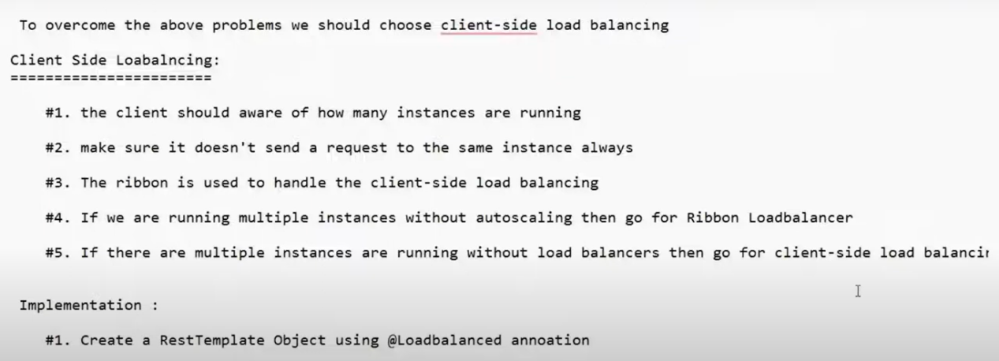 To overcome the above problems we should choose client-side load balancing
Client Side Loabalncing:
=======================
#1. the client should aware of how many instances are running
#2. make sure it doesn't send a request to the same instance always
#3. The ribbon is used to handle the client-side load balancing
#4. If we are running multiple instances without autoscaling then go for Ribbon Loadbalancer
#5. If there are multiple instances are running without load balancers then go for client-side load
Implementation :
#1. Create a RestTemplate Object using @Loadbalanced annoation